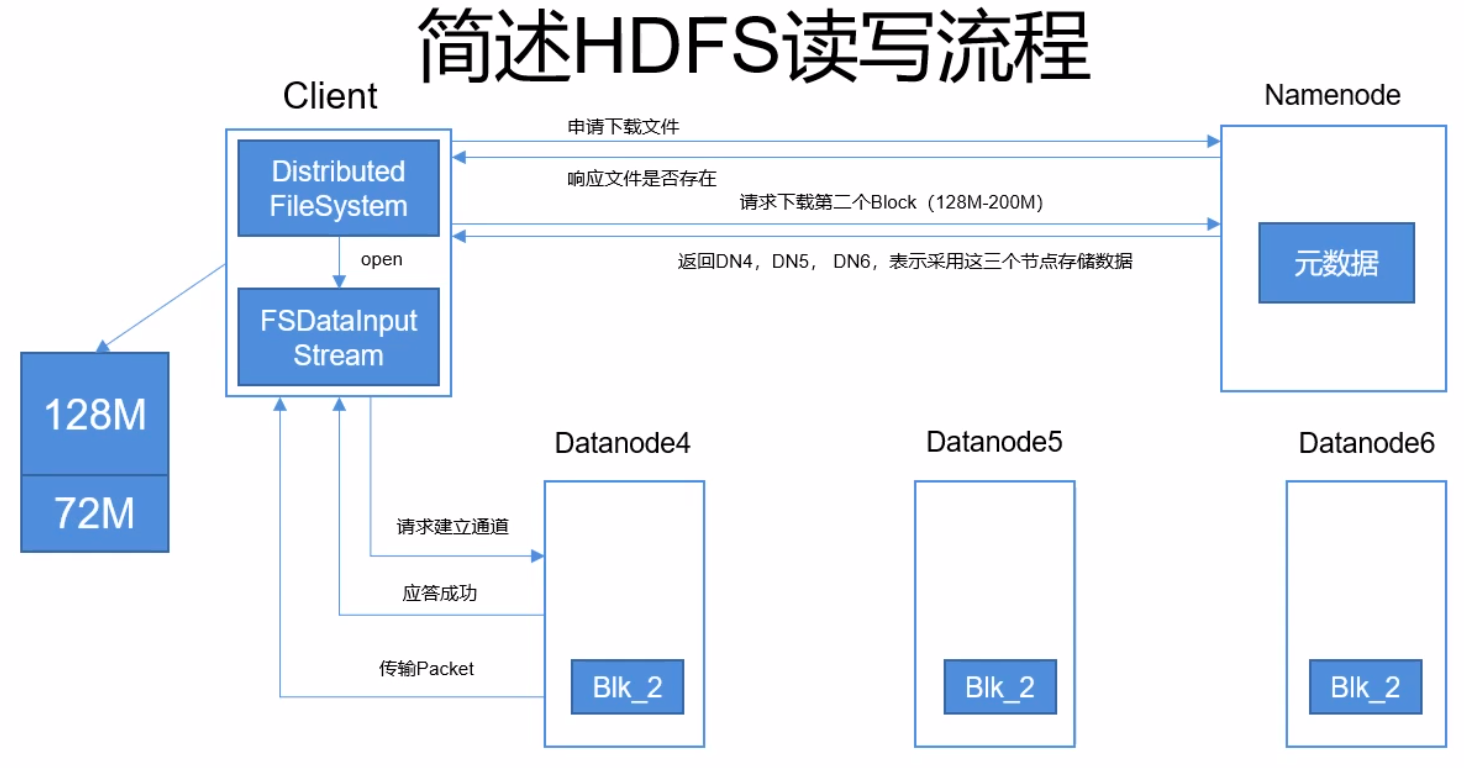 简述HDFS读写流程
Client
Namenode
申请下载文件
Distributed
FileSystem
响应文件是否存在
请求下载第二个Block（128M-200M）
open
返回DN4，DN5， DN6，表示采用这三个节点存储数据
元数据
FSDataInput
Stream
128M
72M
Datanode4
Datanode5
Datanode6
请求建立通道
应答成功
传输Packet
Blk_2
Blk_2
Blk_2